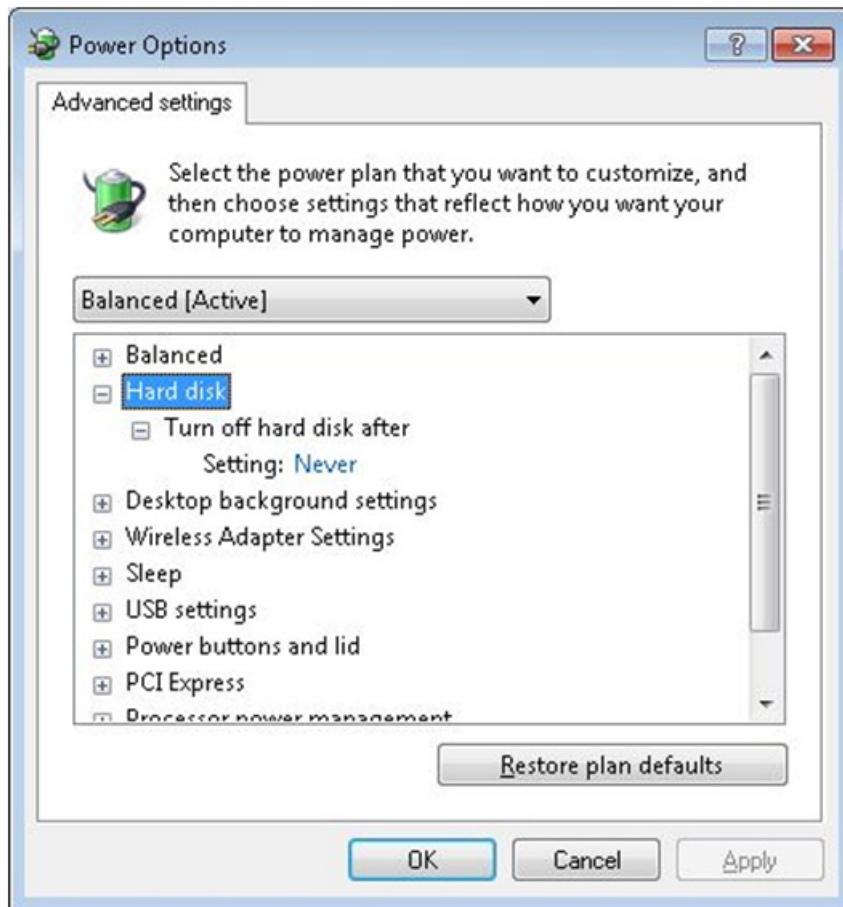 Power Options
Advanced settings
Select the power plan that you want to customize, and
then choose settings that reflect how you want your
computer to manage power.
Balanced [Active]
Balanced
Hard disk
Turn off hard disk after
Setting: Never
Desktop background settings
Wireless Adapter Settings
Sleep
USB settings
Power buttons and lid
PCI Express
Processor power management
Restore plan defaults
OK Cancel Apply